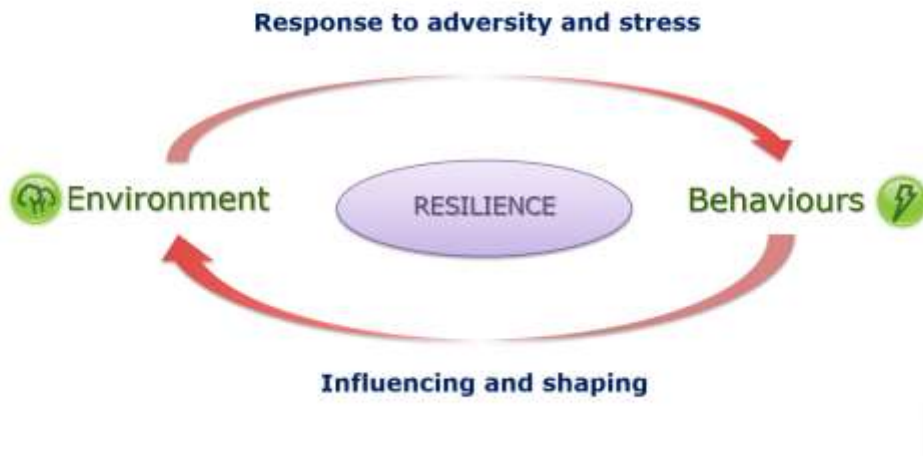 Response to adversity and stress
Environment
RESILIENCE
Behaviours
Influencing and shaping